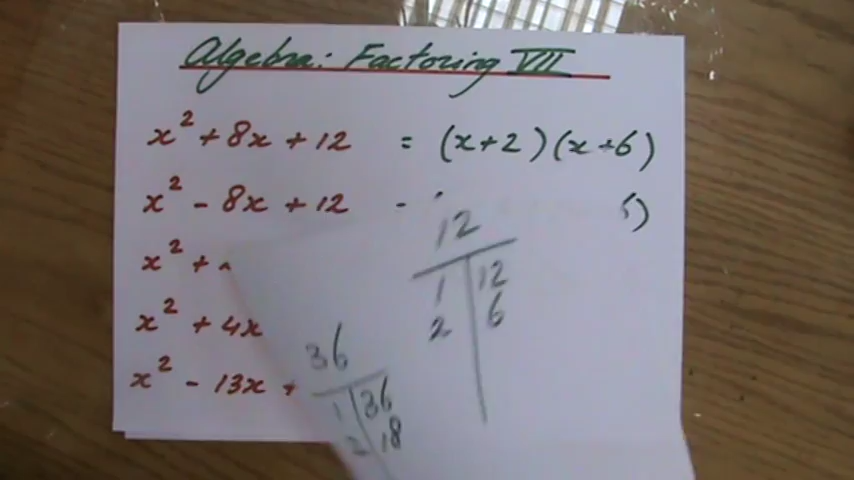 Algebra: Factoring VII
x² + 8x + 12 = (x+2)(x+6)
x² - 8x + 12 - 6)
x² +
x² + 4x
x² - 13x +
12
1 | 12
2 | 6
36
1 | 36
2 | 18